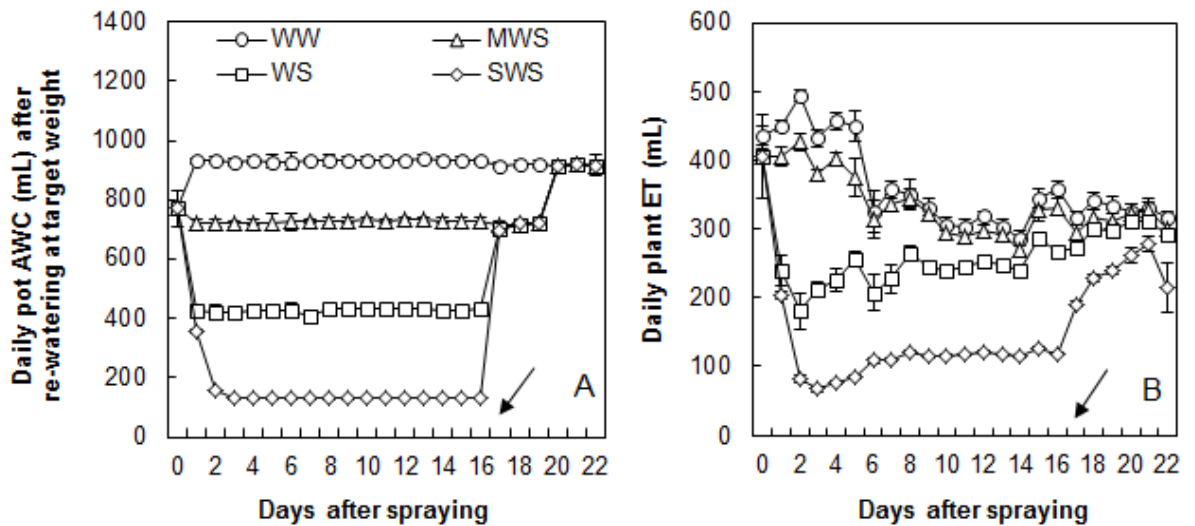 Daily pot AWC (mL) after
re-watering at target weight
1400
1200
1000
800
600
400
200
0
WW
MWS
WS
SWS
A
0 2 4 6 8 10 12 14 16 18 20 22
Days after spraying
Daily plant ET (mL)
600
500
400
300
200
100
0
B
0 2 4 6 8 10 12 14 16 18 20 22
Days after spraying